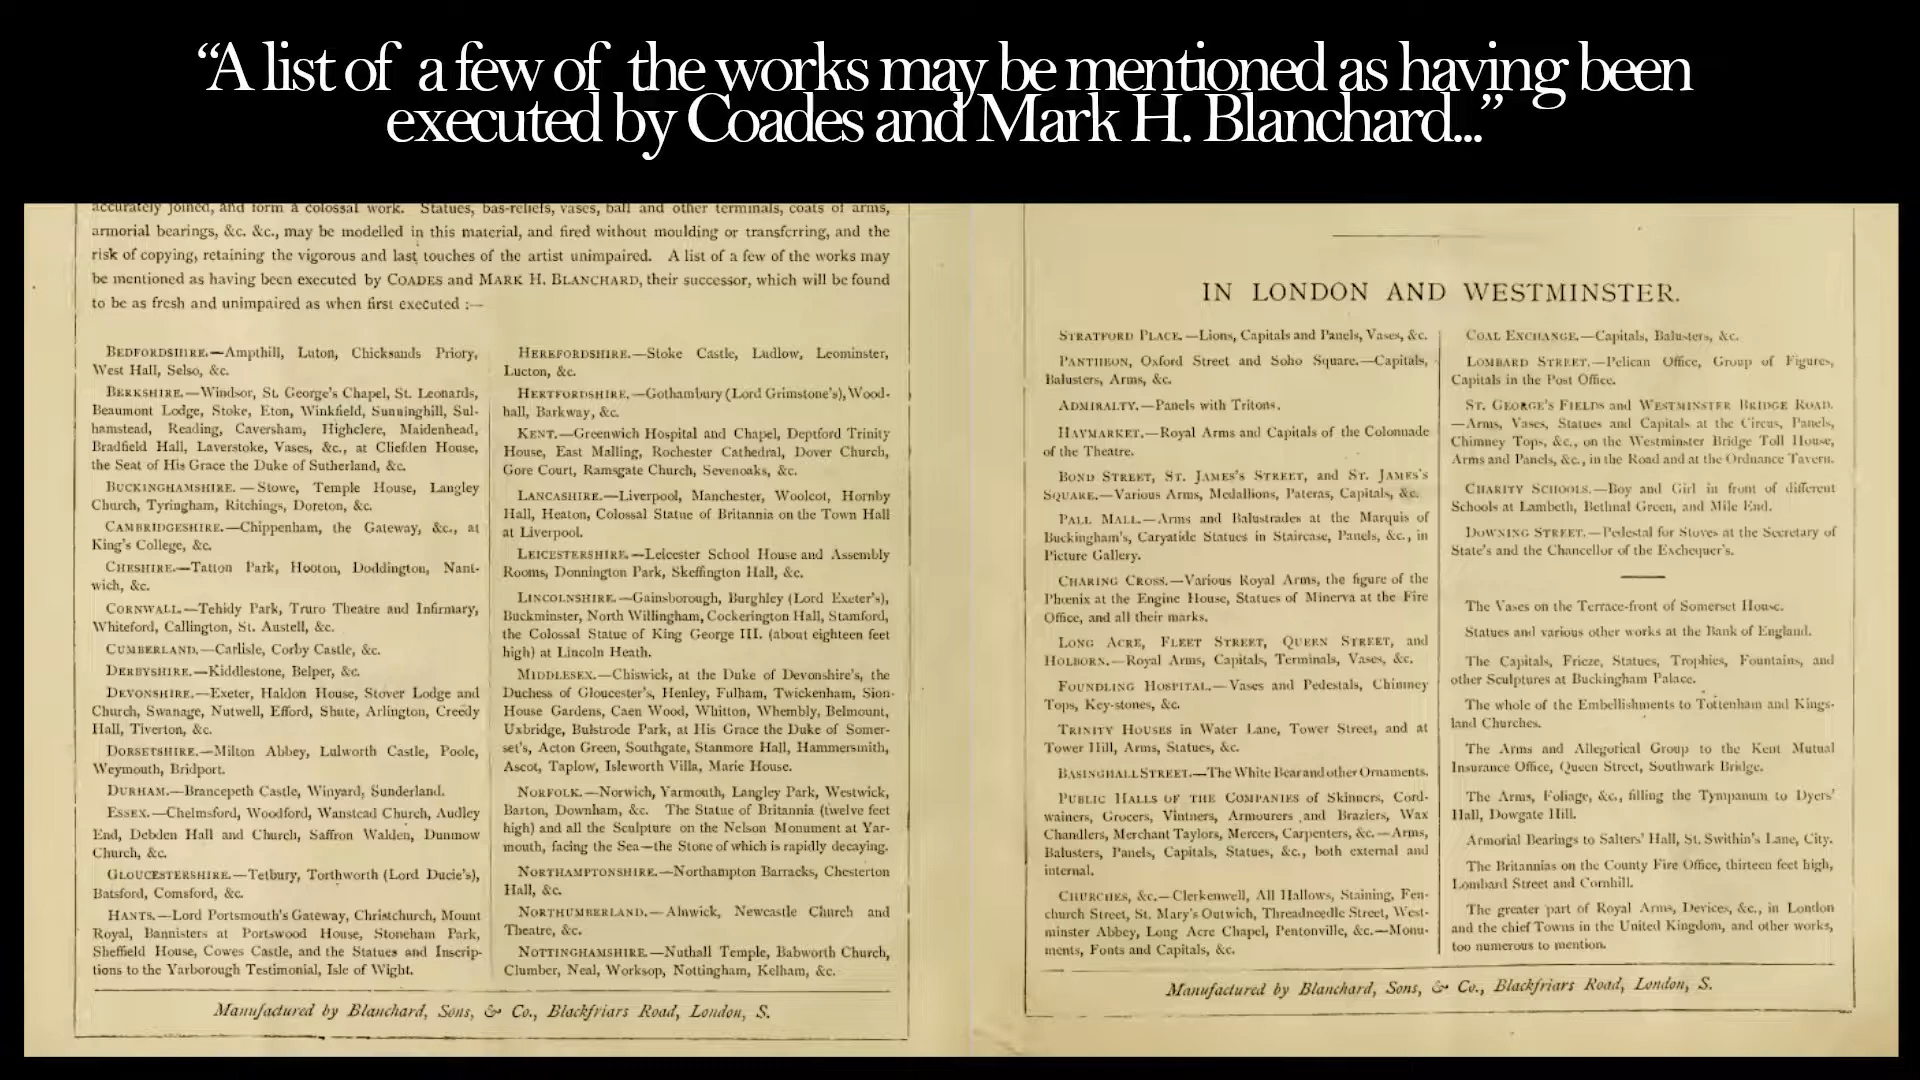 “A list of a few of the works may be mentioned as having been
executed by Coades and Mark H. Blanchard...”
accurately joined, and form a colossal work. Statues, bas-reliefs, vases, ball and other terminals, coats of arms,
armorial bearings, &c. &c., may be modelled in this material, and fired without moulding or transferring, and the
risk of copying, retaining the vigorous and last touches of the artist unimpaired. A list of a few of the works may
be mentioned as having been executed by COADES and MARK H. BLANCHARD, their successor, which will be found
to be as fresh and unimpaired as when first executed :—
BEDFORDSHIRE.—Ampthill, Luton, Chicksands Priory,
West Hall, Selso, &c.
BERKSHIRE.—Windsor, St. George's Chapel, St. Leonards,
Beaumont Lodge, Stoke, Eton, Winkfield, Sunninghill, Sul-
hamstead, Reading, Caversham, Highclere, Maidenhead,
Bradfield Hall, Laverstoke, Vases, &c., at Cliefden House,
the Seat of His Grace the Duke of Sutherland, &c.
BUCKINGHAMSHIRE.—Stowe, Temple House, Langley
Church, Tyringham, Ritchings, Doreton, &c.
CAMBRIDGESHIRE.—Chippenham, the Gateway, &c., at
King's College, &c.
CHESHIRE.—Tatton Park, Hooton, Doddington, Nant-
wich, &c.
CORNWALL.—Tehidy Park, Truro Theatre and Infirmary,
Whiteford, Callington, St. Austell, &c.
CUMBERLAND.—Carlisle, Corby Castle, &c.
DERBYSHIRE.—Kiddlestone, Belper, &c.
DEVONSHIRE.—Exeter, Haldon House, Stover Lodge and
Church, Swanage, Nutwell, Efford, Shute, Arlington, Creedy
Hall, Tiverton, &c.
DORSETSHIRE.—Milton Abbey, Lulworth Castle, Poole,
Weymouth, Bridport.
DURHAM.—Brancepeth Castle, Winyard, Sunderland.
ESSEX.—Chelmsford, Woodford, Wanstead Church, Audley
End, Debden Hall and Church, Saffron Walden, Dunmow
Church, &c.
GLOUCESTERSHIRE.—Tetbury, Torthworth (Lord Ducie's),
Batsford, Comsford, &c.
HANTS.—Lord Portsmouth's Gateway, Christchurch, Mount
Royal, Bannisters at Portswood House, Stoneham Park,
Sheffield House, Cowes Castle, and the Statues and Inscrip-
tions to the Yarborough Testimonial, Isle of Wight.
HEREFORDSHIRE.—Stoke Castle, Ludlow, Leominster,
Lucton, &c.
HERTFORDSHIRE.—Gothambury (Lord Grimstone's), Wood-
hall, Barkway, &c.
KENT.—Greenwich Hospital and Chapel, Deptford Trinity
House, East Malling, Rochester Cathedral, Dover Church,
Gore Court, Ramsgate Church, Sevenoaks, &c.
LANCASHIRE.—Liverpool, Manchester, Woolcot, Hornby
Hall, Heaton, Colossal Statue of Britannia on the Town Hall
at Liverpool.
LEICESTERSHIRE.—Leicester School House and Assembly
Rooms, Donnington Park, Skeffington Hall, &c.
LINCOLNSHIRE.—Gainsborough, Burghley (Lord Exeter's),
Buckminster, North Willingham, Cockerington Hall, Stamford,
the Colossal Statue of King George III. (about eighteen feet
high) at Lincoln Heath.
MIDDLESEX.—Chiswick, at the Duke of Devonshire's, the
Duchess of Gloucester's, Henley, Fulham, Twickenham, Sion-
House Gardens, Caen Wood, Whitton, Whembly, Belmount,
Uxbridge, Bulstrode Park, at His Grace the Duke of Somer-
set's, Acton Green, Southgate, Stanmore Hall, Hammersmith,
Ascot, Taplow, Isleworth Villa, Marie House.
NORFOLK.—Norwich, Yarmouth, Langley Park, Westwick,
Barton, Downham, &c. The Statue of Britannia (twelve feet
high) and all the Sculpture on the Nelson Monument at Yar-
mouth, facing the Sea—the Stone of which is rapidly decaying.
NORTHAMPTONSHIRE.—Northampton Barracks, Chesterton
Hall, &c.
NORTHUMBERLAND.—Alnwick, Newcastle Church and
Theatre, &c.
NOTTINGHAMSHIRE.—Nuthall Temple, Babworth Church,
Clumber, Neal, Worksop, Nottingham, Kelham, &c.
Manufactured by Blanchard, Sons, & Co., Blackfriars Road, London, S.
IN LONDON AND WESTMINSTER.
STRATFORD PLACE.—Lions, Capitals and Panels, Vases, &c.
PANTHEON, Oxford Street and Soho Square.—Capitals,
Balusters, Arms, &c.
ADMIRALTY.—Panels with Tritons.
HAYMARKET.—Royal Arms and Capitals of the Colonnade
of the Theatre.
BOND STREET, ST. JAMES'S STREET, and ST. JAMES'S
SQUARE.—Various Arms, Medallions, Pateras, Capitals, &c.
PALL MALL.—Arms and Balustrades at the Marquis of
Buckingham's, Caryatide Statues in Staircase, Panels, &c., in
Picture Gallery.
CHARING CROSS.—Various Royal Arms, the figure of the
Phœnix at the Engine House, Statues of Minerva at the Fire
Office, and all their marks.
LONG ACRE, FLEET STREET, QUEEN STREET, and
HOLBORN.—Royal Arms, Capitals, Terminals, Vases, &c.
FOUNDLING HOSPITAL.—Vases and Pedestals, Chimney
Tops, Key-stones, &c.
TRINITY HOUSES in Water Lane, Tower Street, and at
Tower Hill, Arms, Statues, &c.
BASINGHALL STREET.—The White Bear and other Ornaments.
PUBLIC HALLS OF THE COMPANIES of Skinners, Cord-
wainers, Grocers, Vintners, Armourers and Braziers, Wax
Chandlers, Merchant Taylors, Mercers, Carpenters, &c.—Arms,
Balusters, Panels, Capitals, Statues, &c., both external and
internal.
CHURCHES, &c.—Clerkenwell, All Hallows, Staining, Fen-
church Street, St. Mary's Outwich, Threadneedle Street, West-
minster Abbey, Long Acre Chapel, Pentonville, &c.—Monu-
ments, Fonts and Capitals, &c.
COAL EXCHANGE.—Capitals, Balusters, &c.
LOMBARD STREET.—Pelican Office, Group of Figures,
Capitals in the Post Office.
ST. GEORGE'S FIELDS and WESTMINSTER BRIDGE ROAD.
—Arms, Vases, Statues and Capitals at the Circus, Panels,
Chimney Tops, &c., on the Westminster Bridge Toll House,
Arms and Panels, &c., in the Road and at the Ordnance Tavern.
CHARITY SCHOOLS.—Boy and Girl in front of different
Schools at Lambeth, Bethnal Green, and Mile End.
DOWNING STREET.—Pedestal for Stoves at the Secretary of
State's and the Chancellor of the Exchequer's.
The Vases on the Terrace-front of Somerset House.
Statues and various other works at the Bank of England.
The Capitals, Frieze, Statues, Trophies, Fountains, and
other Sculptures at Buckingham Palace.
The whole of the Embellishments to Tottenham and Kings-
land Churches.
The Arms and Allegorical Group to the Kent Mutual
Insurance Office, Queen Street, Southwark Bridge.
The Arms, Foliage, &c., filling the Tympanum to Dyers'
Hall, Dowgate Hill.
Armorial Bearings to Salters' Hall, St. Swithin's Lane, City.
The Britannias on the County Fire Office, thirteen feet high,
Lombard Street and Cornhill.
The greater part of Royal Arms, Devices, &c., in London
and the chief Towns in the United Kingdom, and other works,
too numerous to mention.
Manufactured by Blanchard, Sons, & Co., Blackfriars Road, London, S.